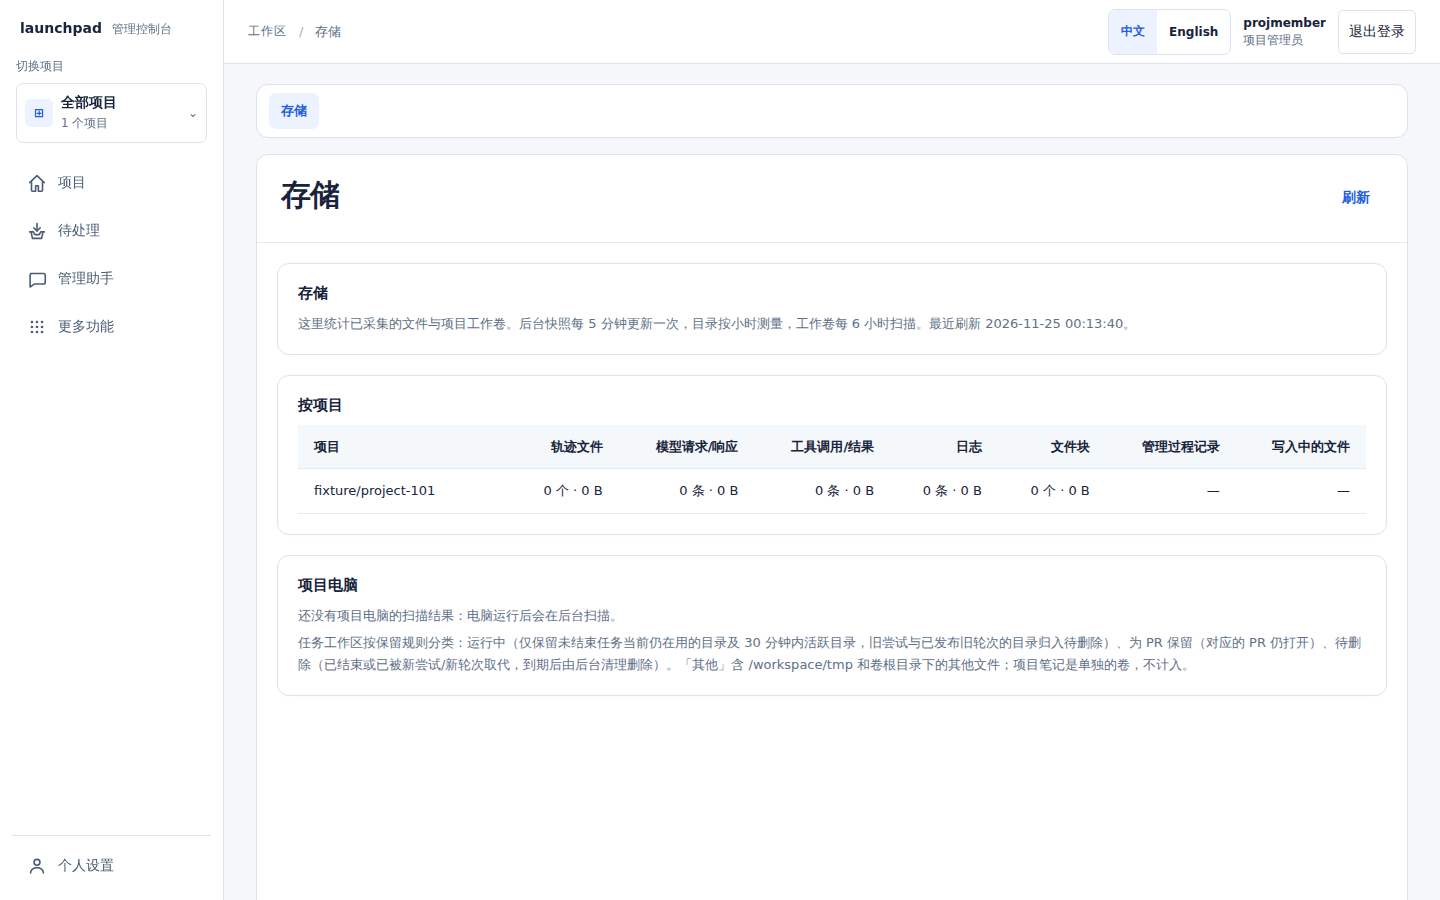 launchpad 管理控制台
切换项目
全部项目
1 个项目
项目
待处理
管理助手
更多功能
个人设置
工作区 / 存储
中文 English
projmember
项目管理员
退出登录
存储
存储
刷新
存储
这里统计已采集的文件与项目工作卷。后台快照每 5 分钟更新一次，目录按小时测量，工作卷每 6 小时扫描。最近刷新 2026-11-25 00:13:40。
按项目
项目 轨迹文件 模型请求/响应 工具调用/结果 日志 文件块 管理过程记录 写入中的文件
fixture/project-101 0 个 · 0 B 0 条 · 0 B 0 条 · 0 B 0 条 · 0 B 0 个 · 0 B — —
项目电脑
还没有项目电脑的扫描结果：电脑运行后会在后台扫描。
任务工作区按保留规则分类：运行中（仅保留未结束任务当前仍在用的目录及 30 分钟内活跃目录，旧尝试与已发布旧轮次的目录归入待删除）、为 PR 保留（对应的 PR 仍打开）、待删
除（已结束或已被新尝试/新轮次取代，到期后由后台清理删除）。「其他」含 /workspace/tmp 和卷根目录下的其他文件；项目笔记是单独的卷，不计入。